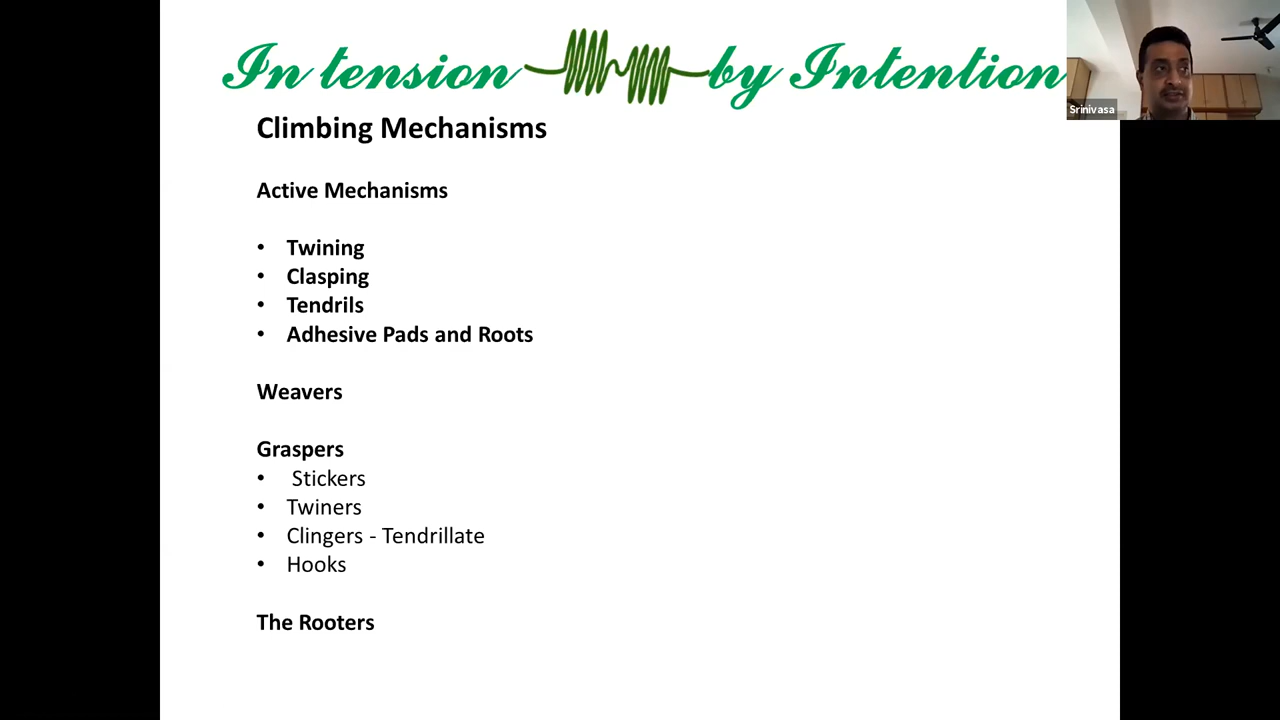 In tension by Intention
Srinivasa
Climbing Mechanisms
Active Mechanisms
• Twining
• Clasping
• Tendrils
• Adhesive Pads and Roots
Weavers
Graspers
• Stickers
• Twiners
• Clingers - Tendrillate
• Hooks
The Rooters